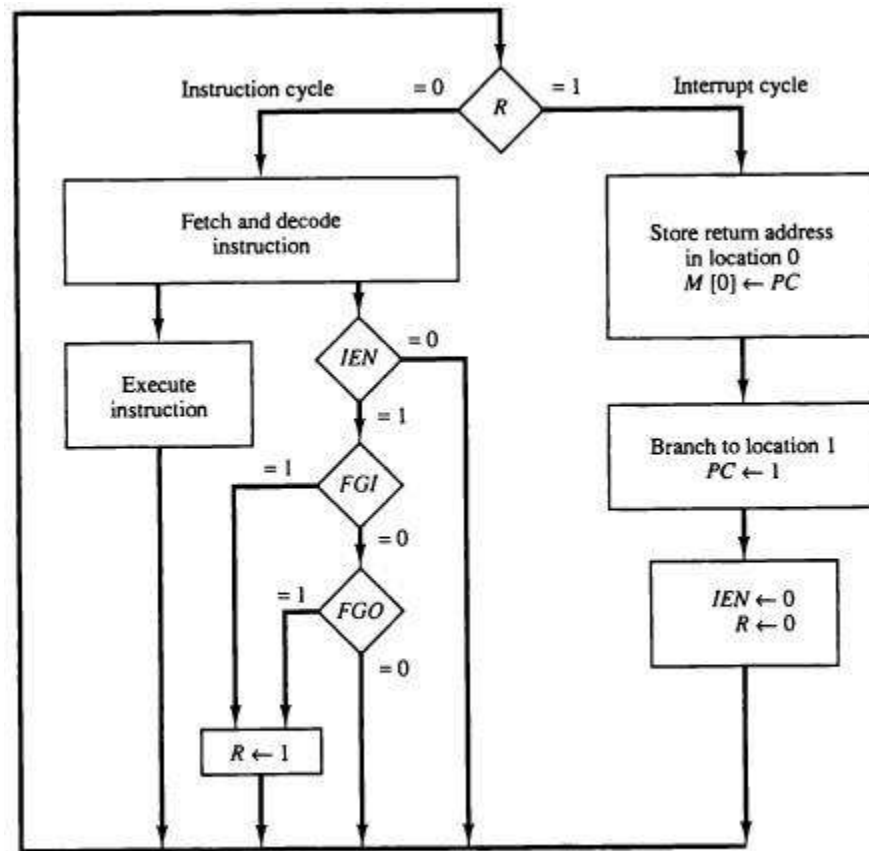 Instruction cycle
= 0
R
= 1
Interrupt cycle
Fetch and decode
instruction
Store return address
in location 0
M [0] ← PC
IEN
= 0
Execute
instruction
= 1
Branch to location 1
PC ← 1
= 1
FGI
= 0
= 1
FGO
IEN ← 0
R ← 0
= 0
R ← 1